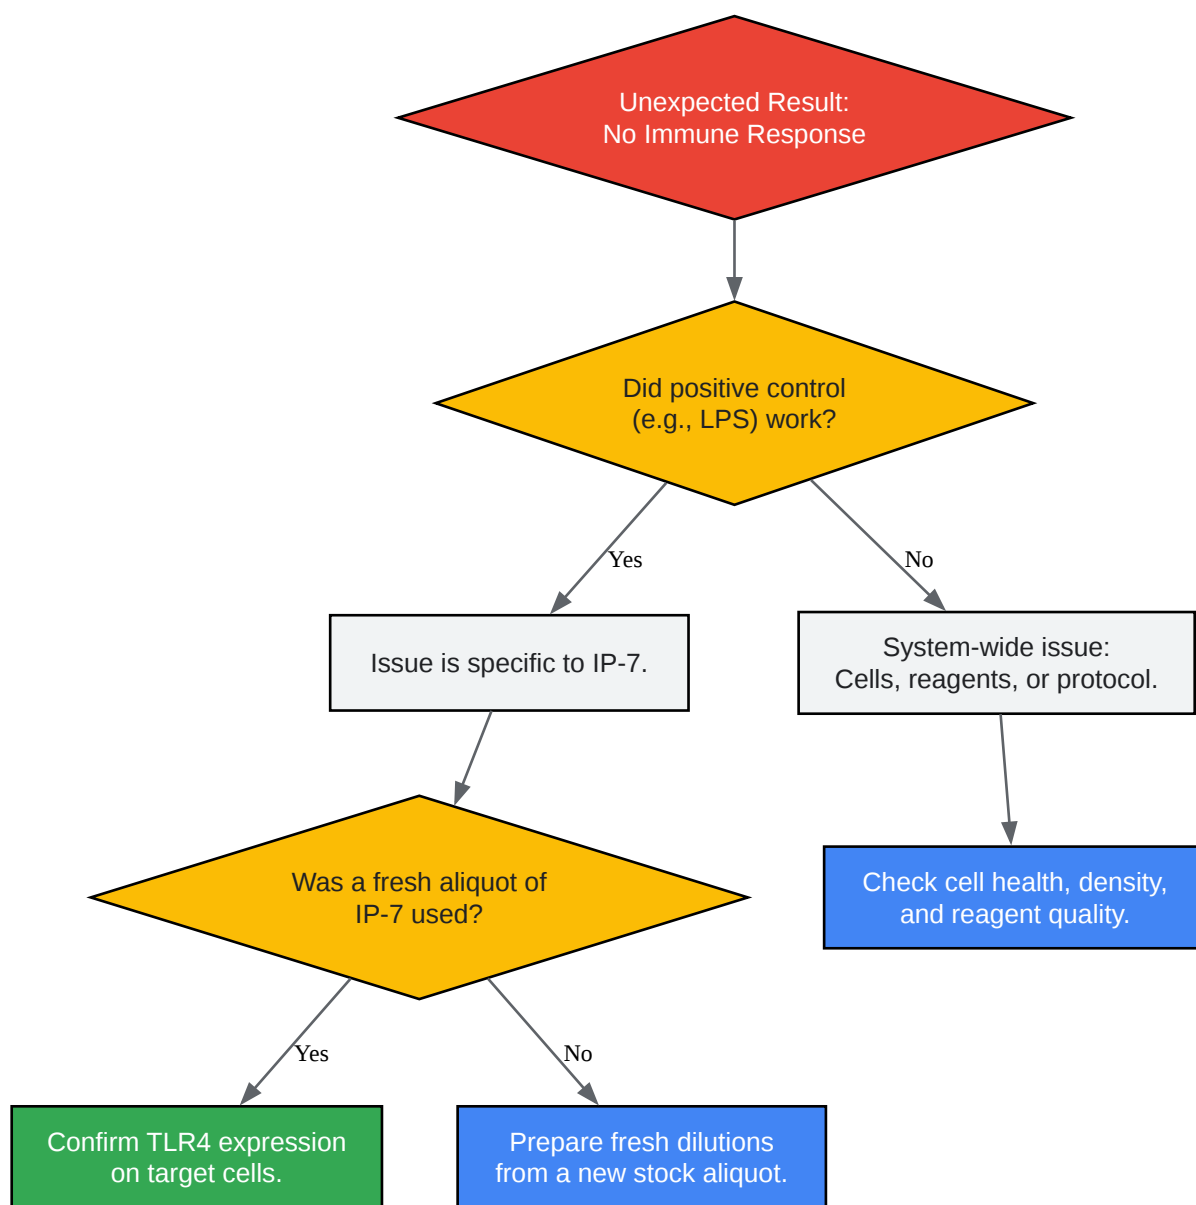 Unexpected Result:
No Immune Response
Did positive control
(e.g., LPS) work?
Yes
No
Issue is specific to IP-7.
System-wide issue:
Cells, reagents, or protocol.
Was a fresh aliquot of
IP-7 used?
Check cell health, density,
and reagent quality.
Yes
No
Confirm TLR4 expression
on target cells.
Prepare fresh dilutions
from a new stock aliquot.